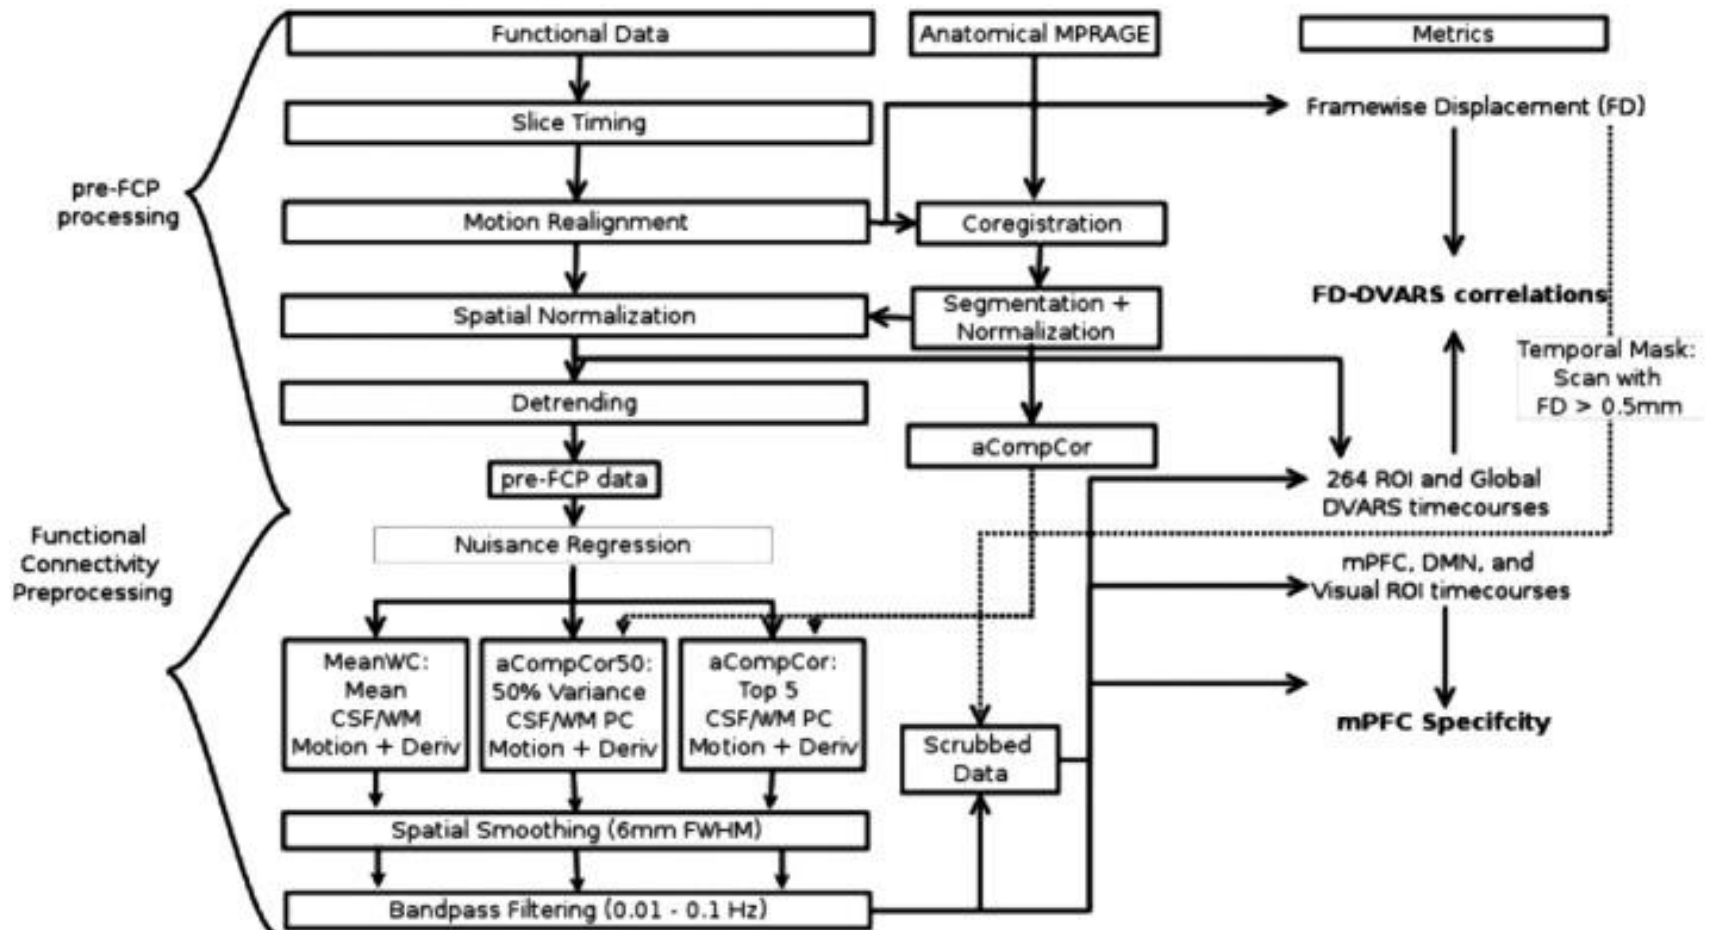 Functional Data
Anatomical MPRAGE
Metrics
Slice Timing
Framewise Displacement (FD)
pre-FCP
processing
Motion Realignment
Coregistration
Spatial Normalization
Segmentation +
Normalization
FD-DVARS correlations
Temporal Mask:
Scan with
FD > 0.5mm
Detrending
aCompCor
pre-FCP data
264 ROI and Global
DVARS timecourses
Functional
Connectivity
Preprocessing
Nuisance Regression
mPFC, DMN, and
Visual ROI timecourses
MeanWC:
Mean
CSF/WM
Motion + Deriv
aCompCor50:
50% Variance
CSF/WM PC
Motion + Deriv
aCompCor:
Top 5
CSF/WM PC
Motion + Deriv
Scrubbed
Data
mPFC Specifcity
Spatial Smoothing (6mm FWHM)
Bandpass Filtering (0.01 - 0.1 Hz)